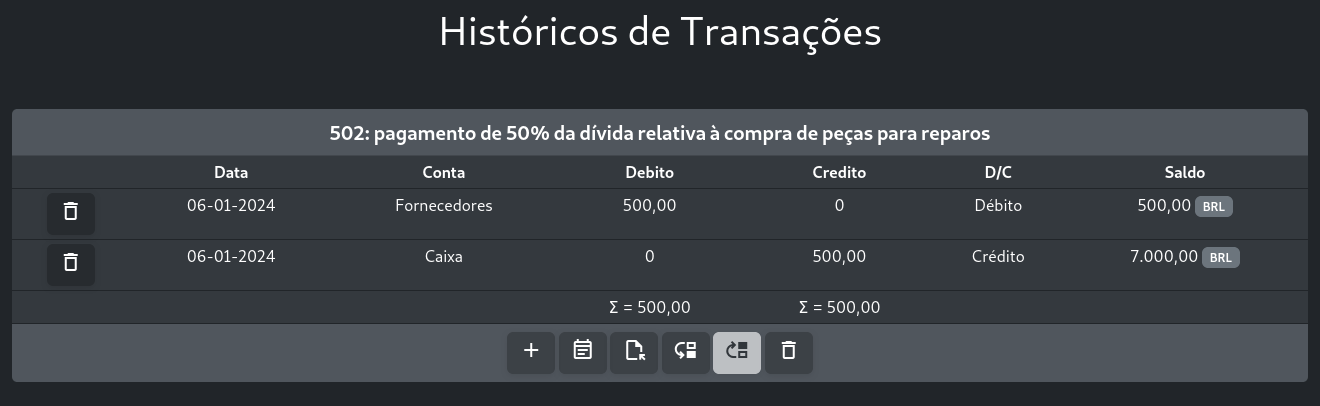 Históricos de Transações
502: pagamento de 50% da dívida relativa à compra de peças para reparos
Data Conta Debito Credito D/C Saldo
06-01-2024 Fornecedores 500,00 0 Débito 500,00 BRL
06-01-2024 Caixa 0 500,00 Crédito 7.000,00 BRL
Σ = 500,00 Σ = 500,00